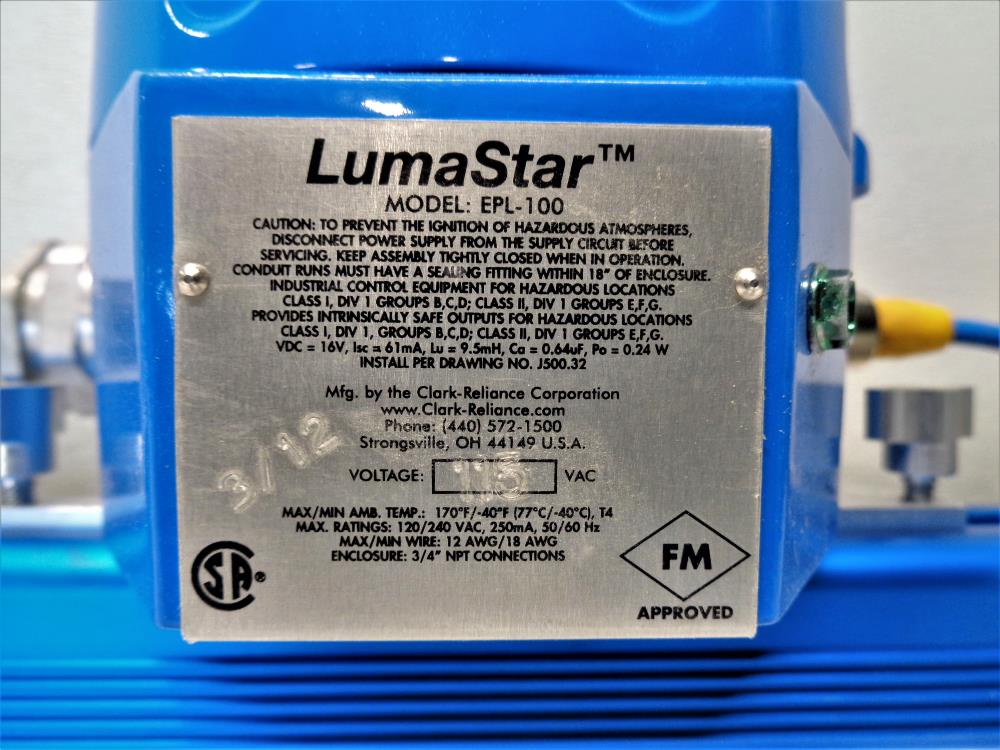 LumaStar™
MODEL: EPL-100
CAUTION: TO PREVENT THE IGNITION OF HAZARDOUS ATMOSPHERES,
DISCONNECT POWER SUPPLY FROM THE SUPPLY CIRCUIT BEFORE
SERVICING. KEEP ASSEMBLY TIGHTLY CLOSED WHEN IN OPERATION.
CONDUIT RUNS MUST HAVE A SEALING FITTING WITHIN 18" OF ENCLOSURE.
INDUSTRIAL CONTROL EQUIPMENT FOR HAZARDOUS LOCATIONS
CLASS I, DIV 1 GROUPS B,C,D; CLASS II, DIV 1 GROUPS E,F,G.
PROVIDES INTRINSICALLY SAFE OUTPUTS FOR HAZARDOUS LOCATIONS
CLASS I, DIV 1, GROUPS B,C,D; CLASS II, DIV 1 GROUPS E,F,G.
VDC = 16V, Isc = 61mA, Lu = 9.5mH, Ca = 0.64uF, Po = 0.24 W
INSTALL PER DRAWING NO. J500.32
Mfg. by the Clark-Reliance Corporation
www.Clark-Reliance.com
Phone: (440) 572-1500
Strongsville, OH 44149 U.S.A.
3/12
VOLTAGE: 115 VAC
MAX/MIN AMB. TEMP.: 170°F/-40°F (77°C/-40°C), T4
MAX. RATINGS: 120/240 VAC, 250mA, 50/60 Hz
MAX/MIN WIRE: 12 AWG/18 AWG
ENCLOSURE: 3/4" NPT CONNECTIONS
CSA®
FM
APPROVED